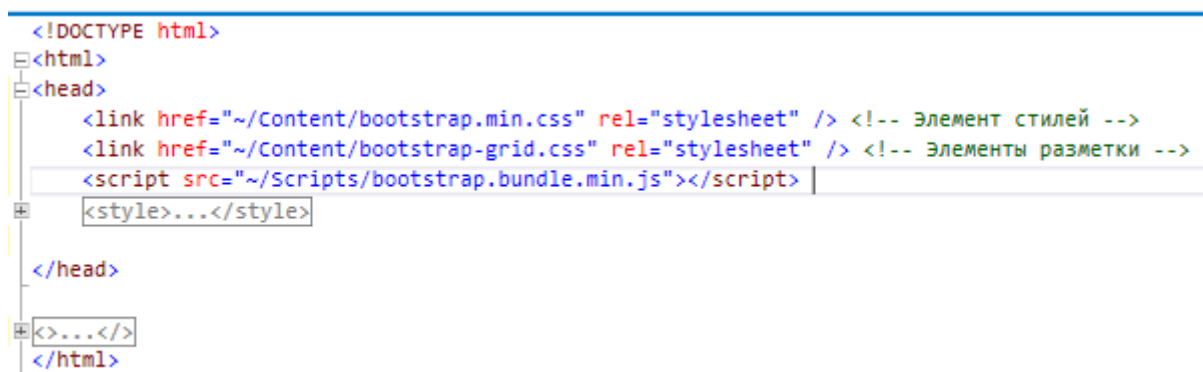 <!DOCTYPE html>
<html>
<head>
<link href="~/Content/bootstrap.min.css" rel="stylesheet" /> <!-- Элемент стилей -->
<link href="~/Content/bootstrap-grid.css" rel="stylesheet" /> <!-- Элементы разметки -->
<script src="~/Scripts/bootstrap.bundle.min.js"></script>
<style>...</style>
</head>
<>...</>
</html>